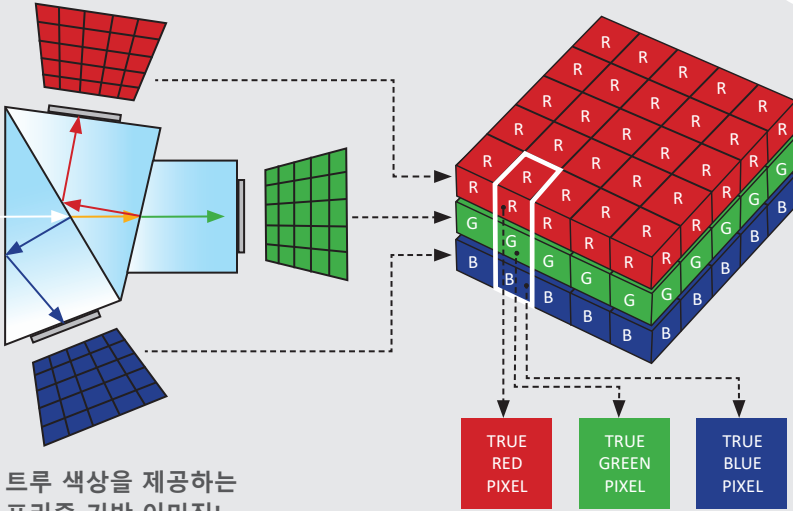 R R R R R
R R R R R
R R R R R
R R R R R
R R R R R
R R R R R R R R R R
G G G G G G G G G G
B B B B B B B B B B
TRUE
RED
PIXEL
TRUE
GREEN
PIXEL
TRUE
BLUE
PIXEL
트루 색상을 제공하는